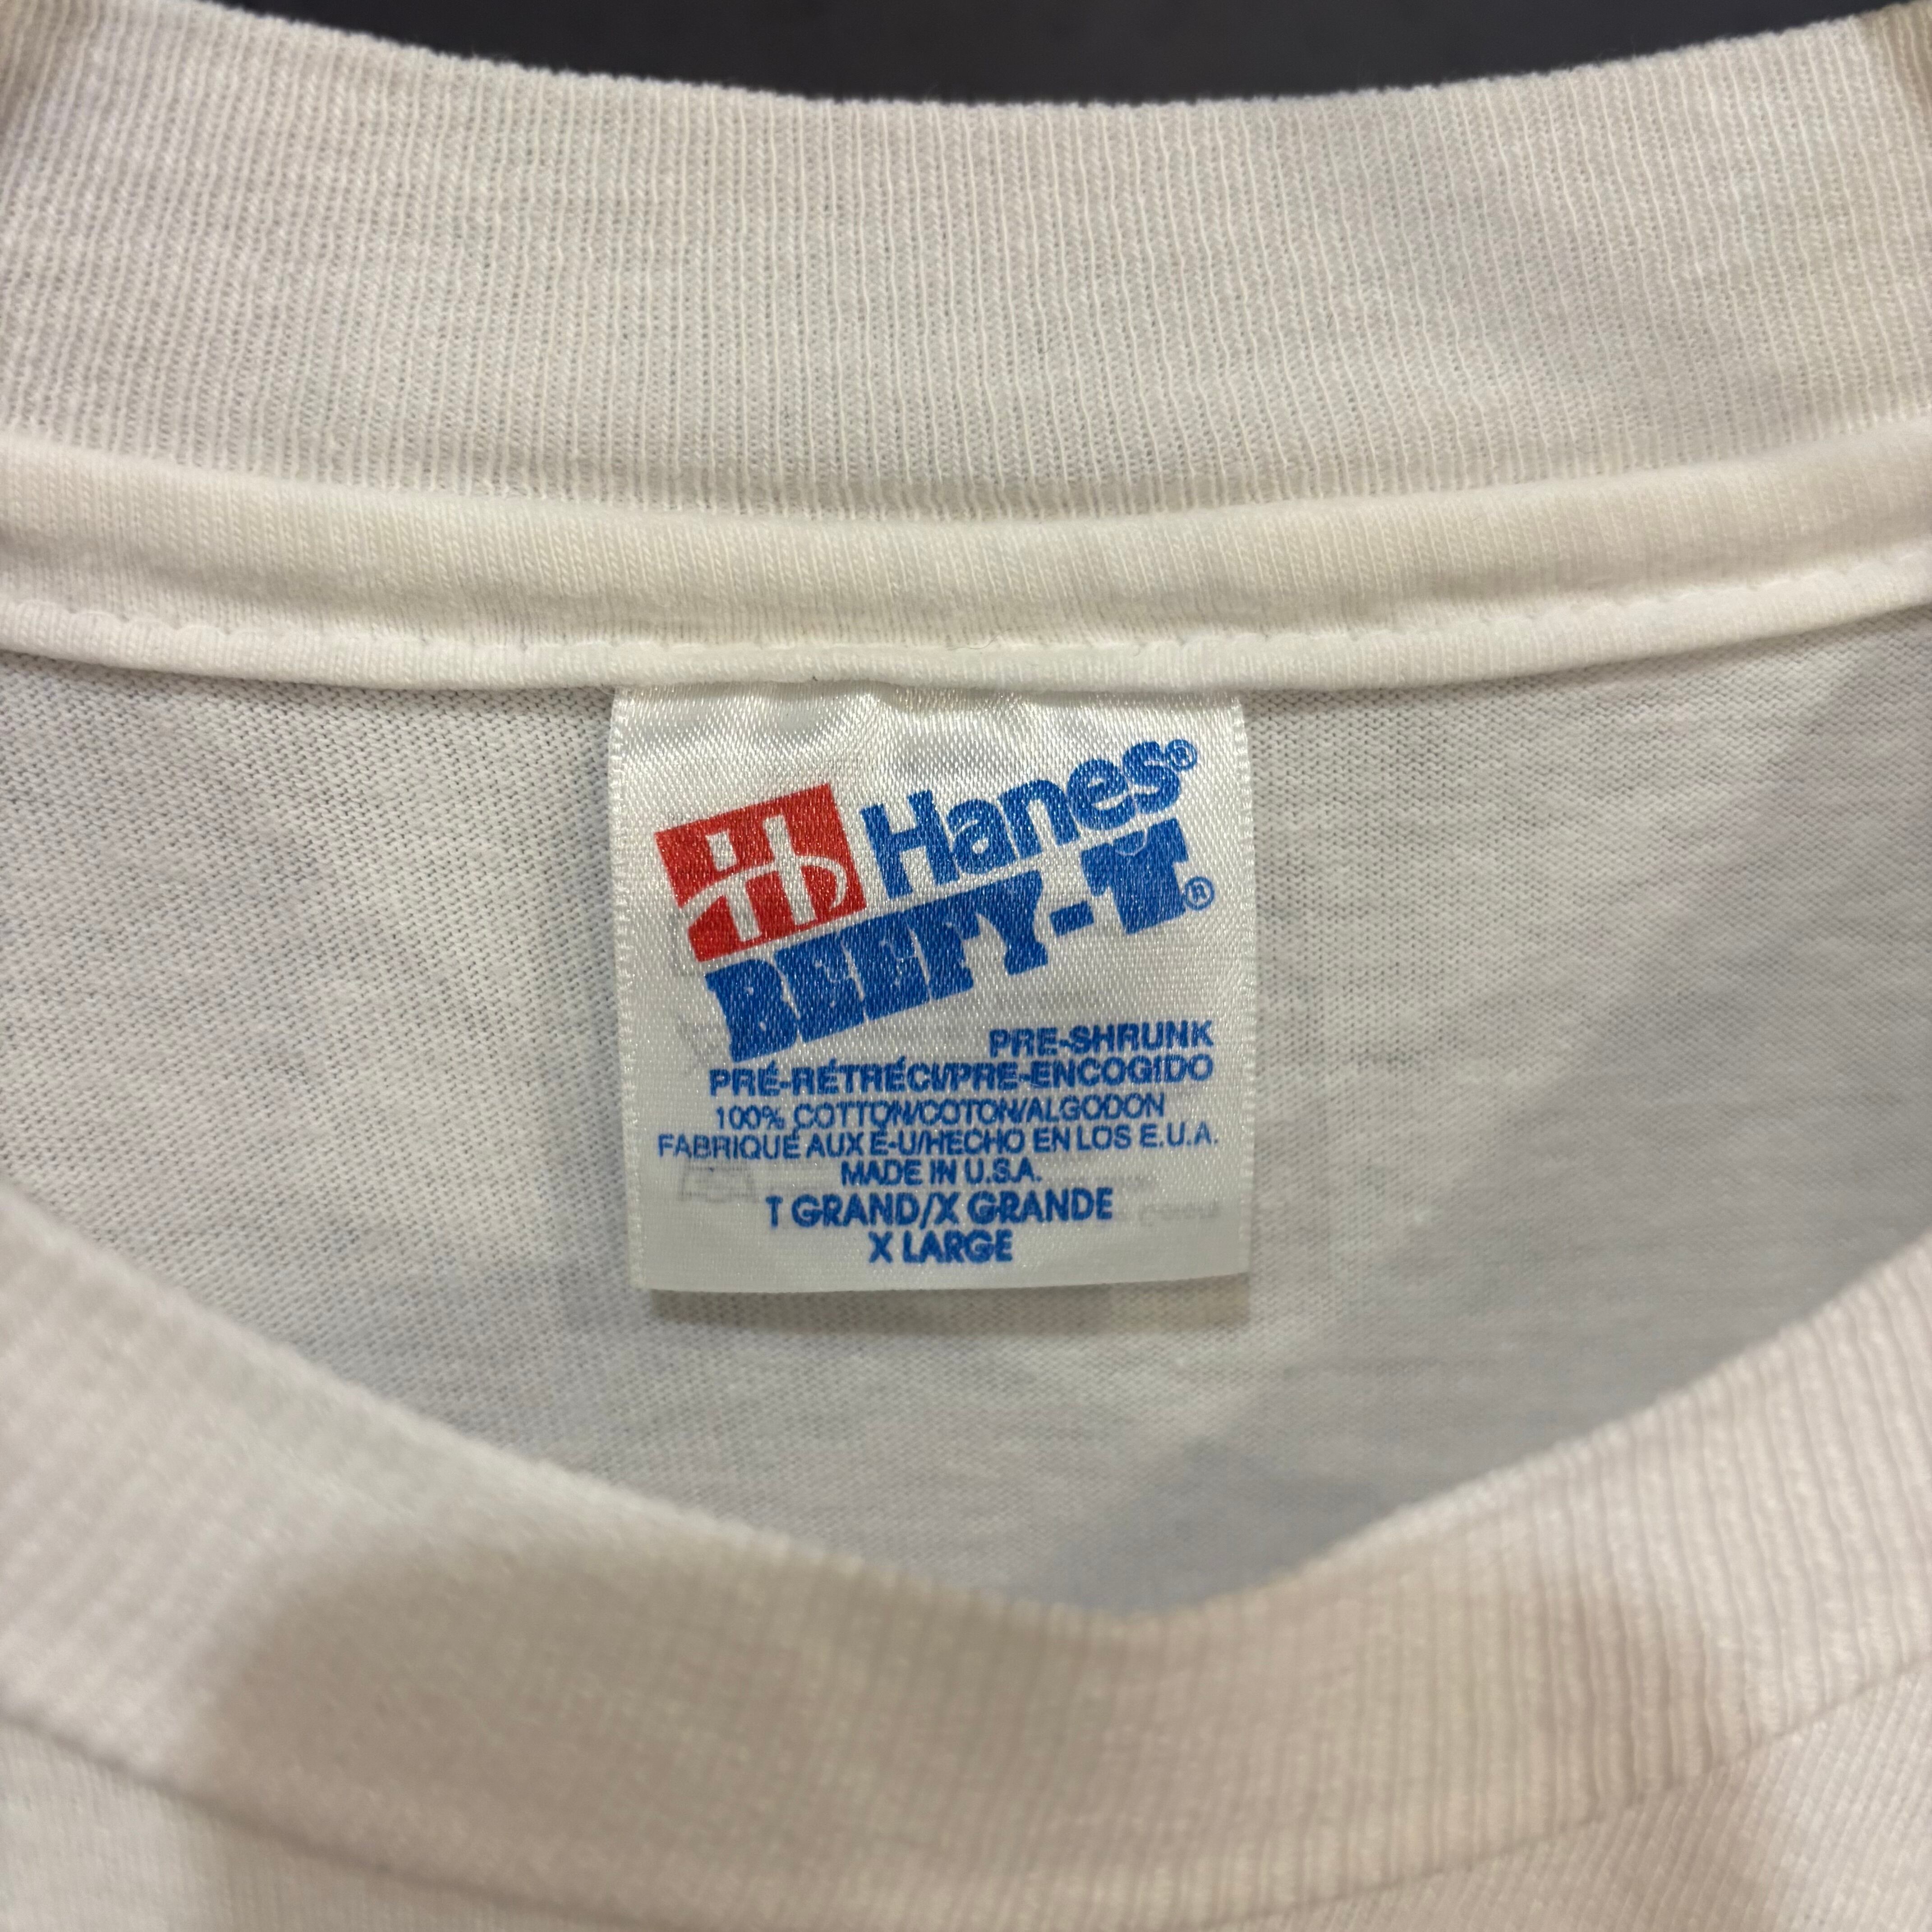 Hanes®
BEEFY-T®
PRE-SHRUNK
PRÉ-RÉTRÉCI/PRE-ENCOGIDO
100% COTTON/COTON/ALGODON
FABRIQUÉ AUX E-U/HECHO EN LOS E.U.A.
MADE IN U.S.A.
T GRAND/X GRANDE
X LARGE